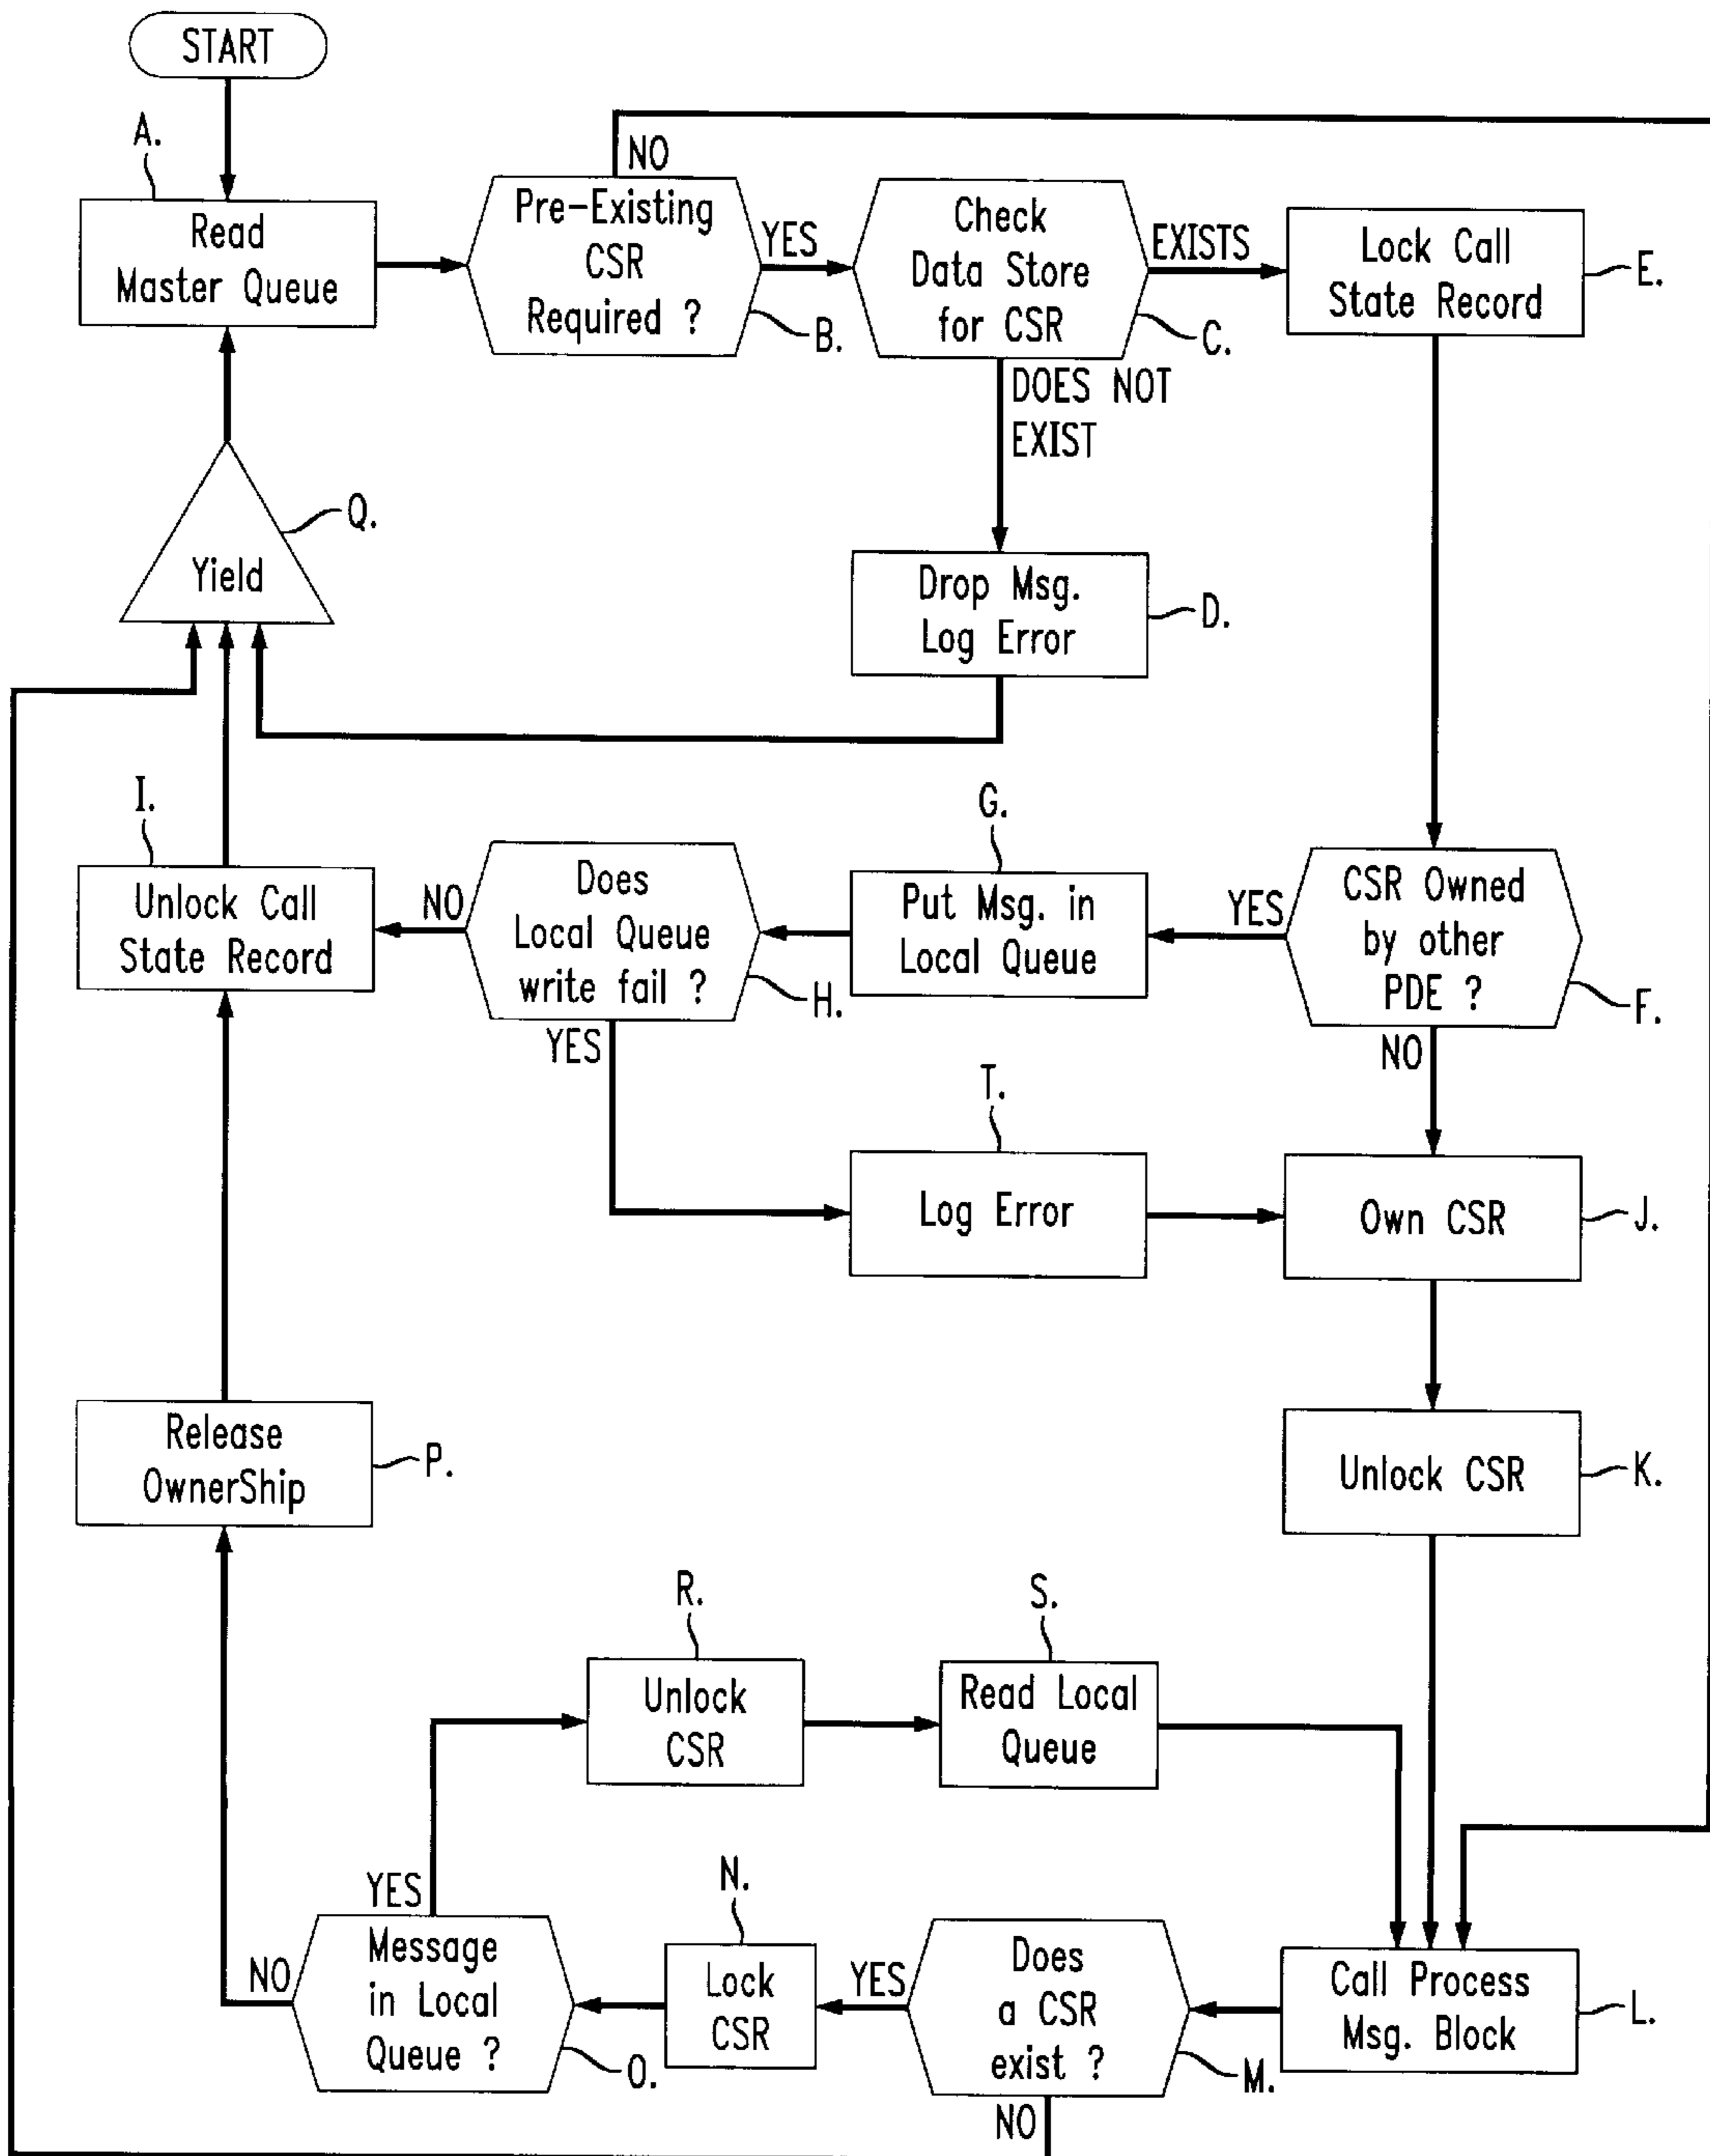 START
A.
Read
Master Queue
NO
Pre-Existing
CSR
Required ?
B.
YES
Check
Data Store
for CSR
C.
EXISTS
Lock Call
State Record
E.
DOES NOT
EXIST
Q.
Yield
Drop Msg.
Log Error
D.
I.
Unlock Call
State Record
NO
Does
Local Queue
write fail ?
H.
YES
G.
Put Msg. in
Local Queue
YES
CSR Owned
by other
PDE ?
F.
NO
T.
Log Error
Own CSR
J.
Release
OwnerShip
P.
Unlock CSR
K.
R.
Unlock
CSR
S.
Read Local
Queue
YES
NO
Message
in Local
Queue ?
O.
N.
Lock
CSR
YES
Does
a CSR
exist ?
M.
NO
Call Process
Msg. Block
L.